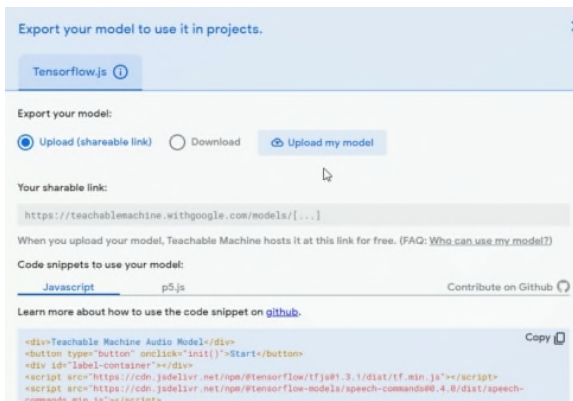 Export your model to use it in projects.
Tensorflow.js
Export your model:
Upload (shareable link) Download Upload my model
Your sharable link:
https://teachablemachine.withgoogle.com/models/[...]
When you upload your model, Teachable Machine hosts it at this link for free. (FAQ: Who can use my model?)
Code snippets to use your model:
Javascript p5.js Contribute on Github
Learn more about how to use the code snippet on github.
Copy
<div>Teachable Machine Audio Model</div>
<button type="button" onclick="init()">Start</button>
<div id="label-container"></div>
<script src="https://cdn.jsdelivr.net/npm/@tensorflow/tfjs@1.3.1/dist/tf.min.js"></script>
<script src="https://cdn.jsdelivr.net/npm/@tensorflow-models/speech-commands@0.4.0/dist/speech-
commands.min.js"></script>